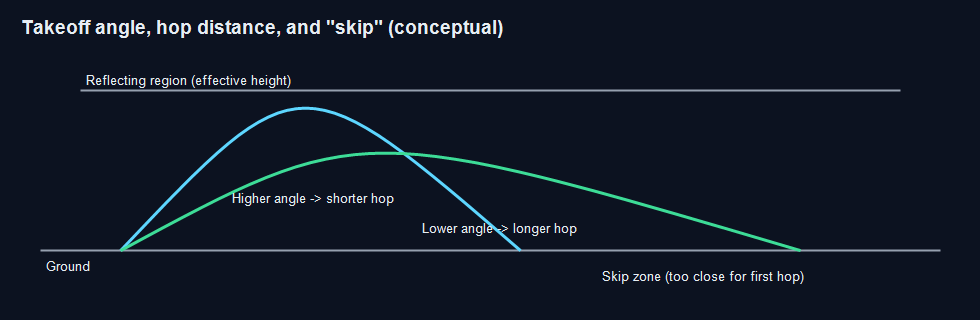 Takeoff angle, hop distance, and "skip" (conceptual)
Reflecting region (effective height)
Higher angle -> shorter hop
Lower angle -> longer hop
Ground
Skip zone (too close for first hop)